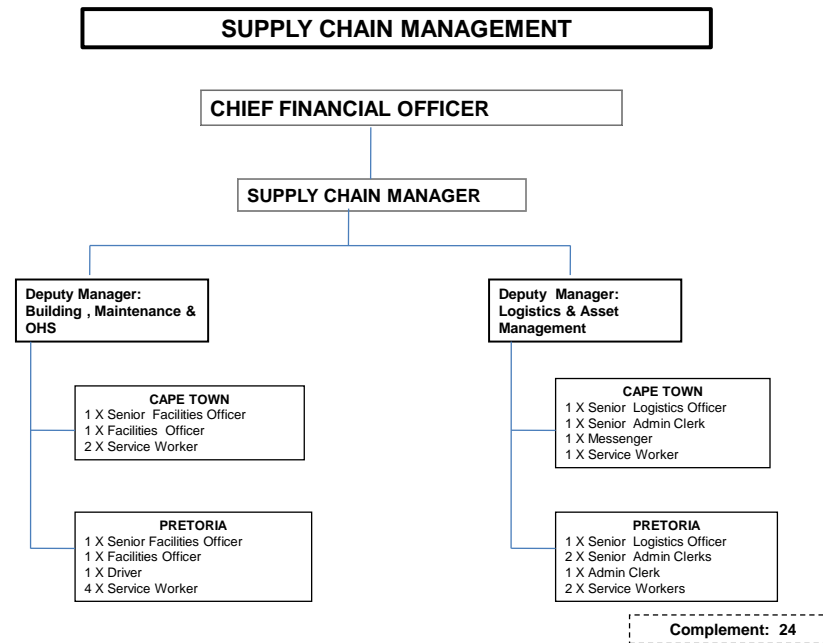 SUPPLY CHAIN MANAGEMENT
CHIEF FINANCIAL OFFICER
SUPPLY CHAIN MANAGER
Deputy Manager:
Building , Maintenance &
OHS
CAPE TOWN
1 X Senior Facilities Officer
1 X Facilities Officer
2 X Service Worker
PRETORIA
1 X Senior Facilities Officer
1 X Facilities Officer
1 X Driver
4 X Service Worker
Deputy Manager:
Logistics & Asset
Management
CAPE TOWN
1 X Senior Logistics Officer
1 X Senior Admin Clerk
1 X Messenger
1 X Service Worker
PRETORIA
1 X Senior Logistics Officer
2 X Senior Admin Clerks
1 X Admin Clerk
2 X Service Workers
Complement: 24